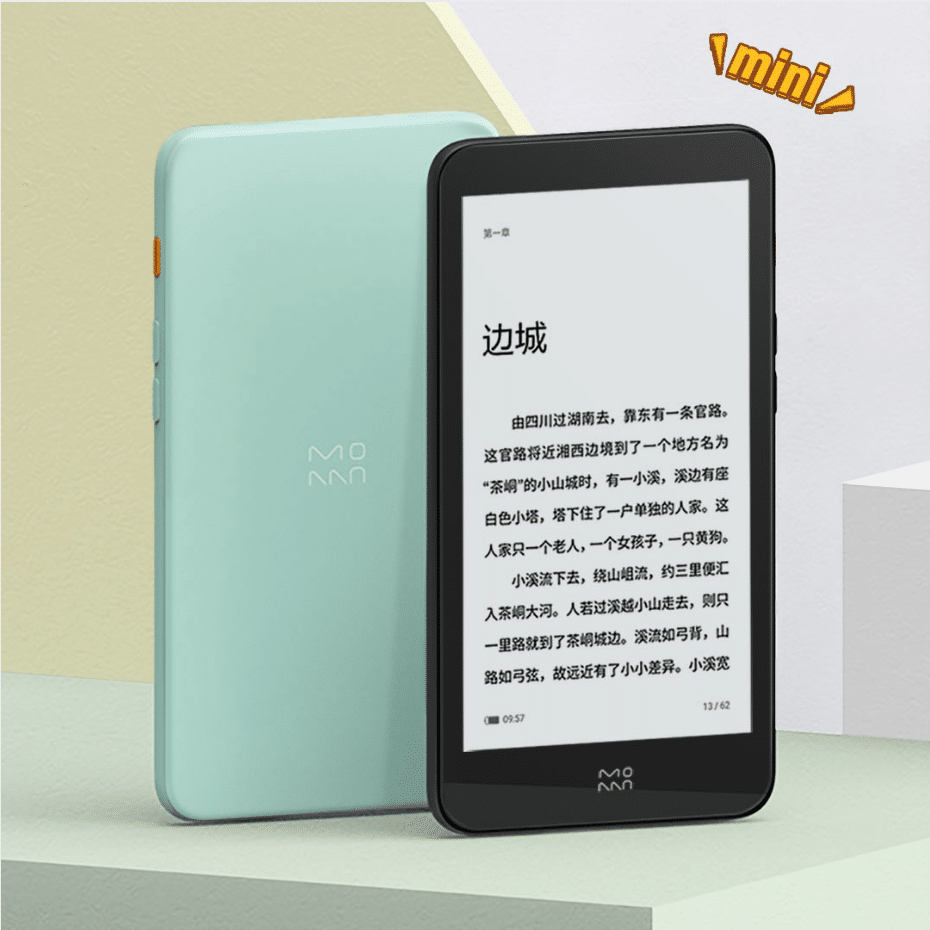 mini
第一章
边城
由四川过湖南去，靠东有一条官路。
这官路将近湘西边境到了一个地方名为
“茶峒”的小山城时，有一小溪，溪边有座
白色小塔，塔下住了一户单独的人家。这
人家只一个老人，一个女孩子，一只黄狗。
小溪流下去，绕山岨流，约三里便汇
入茶峒大河。人若过溪越小山走去，则只
一里路就到了茶峒城边。溪流如弓背，山
路如弓弦，故远近有了小小差异。小溪宽
09:57
13 / 62
MOAN
MOAN